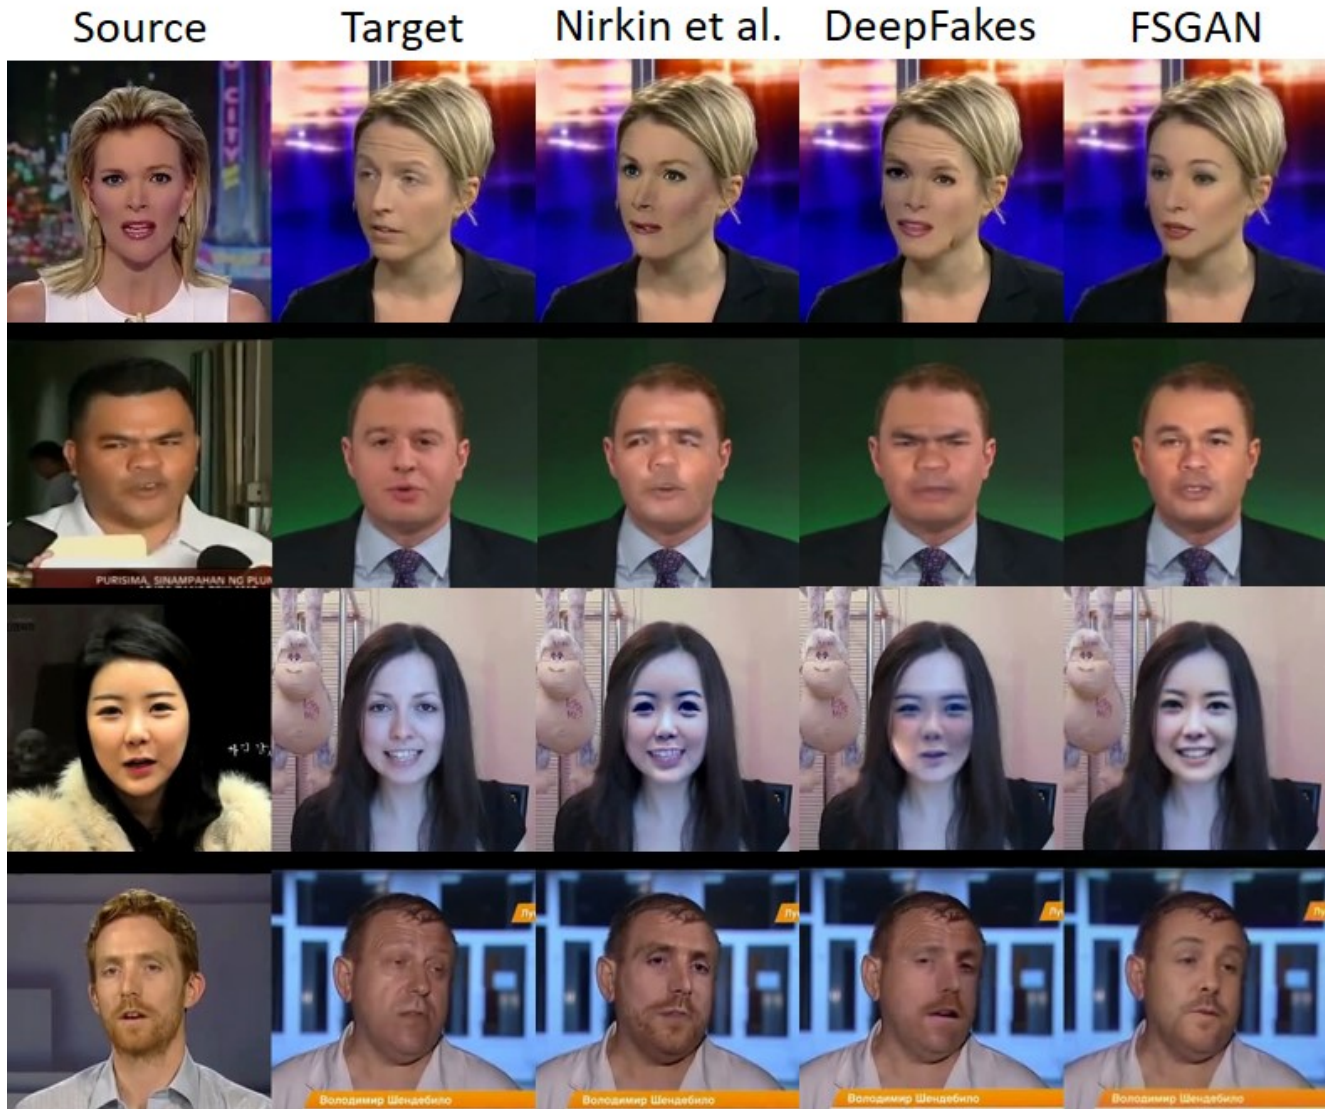 Source Target Nirkin et al. DeepFakes FSGAN
CITY
PURISIMA, SINAMPAHAN NG PLUN
Володимир Шендебило Володимир Шендебило Володимир Шендебило Володимир Шендебило